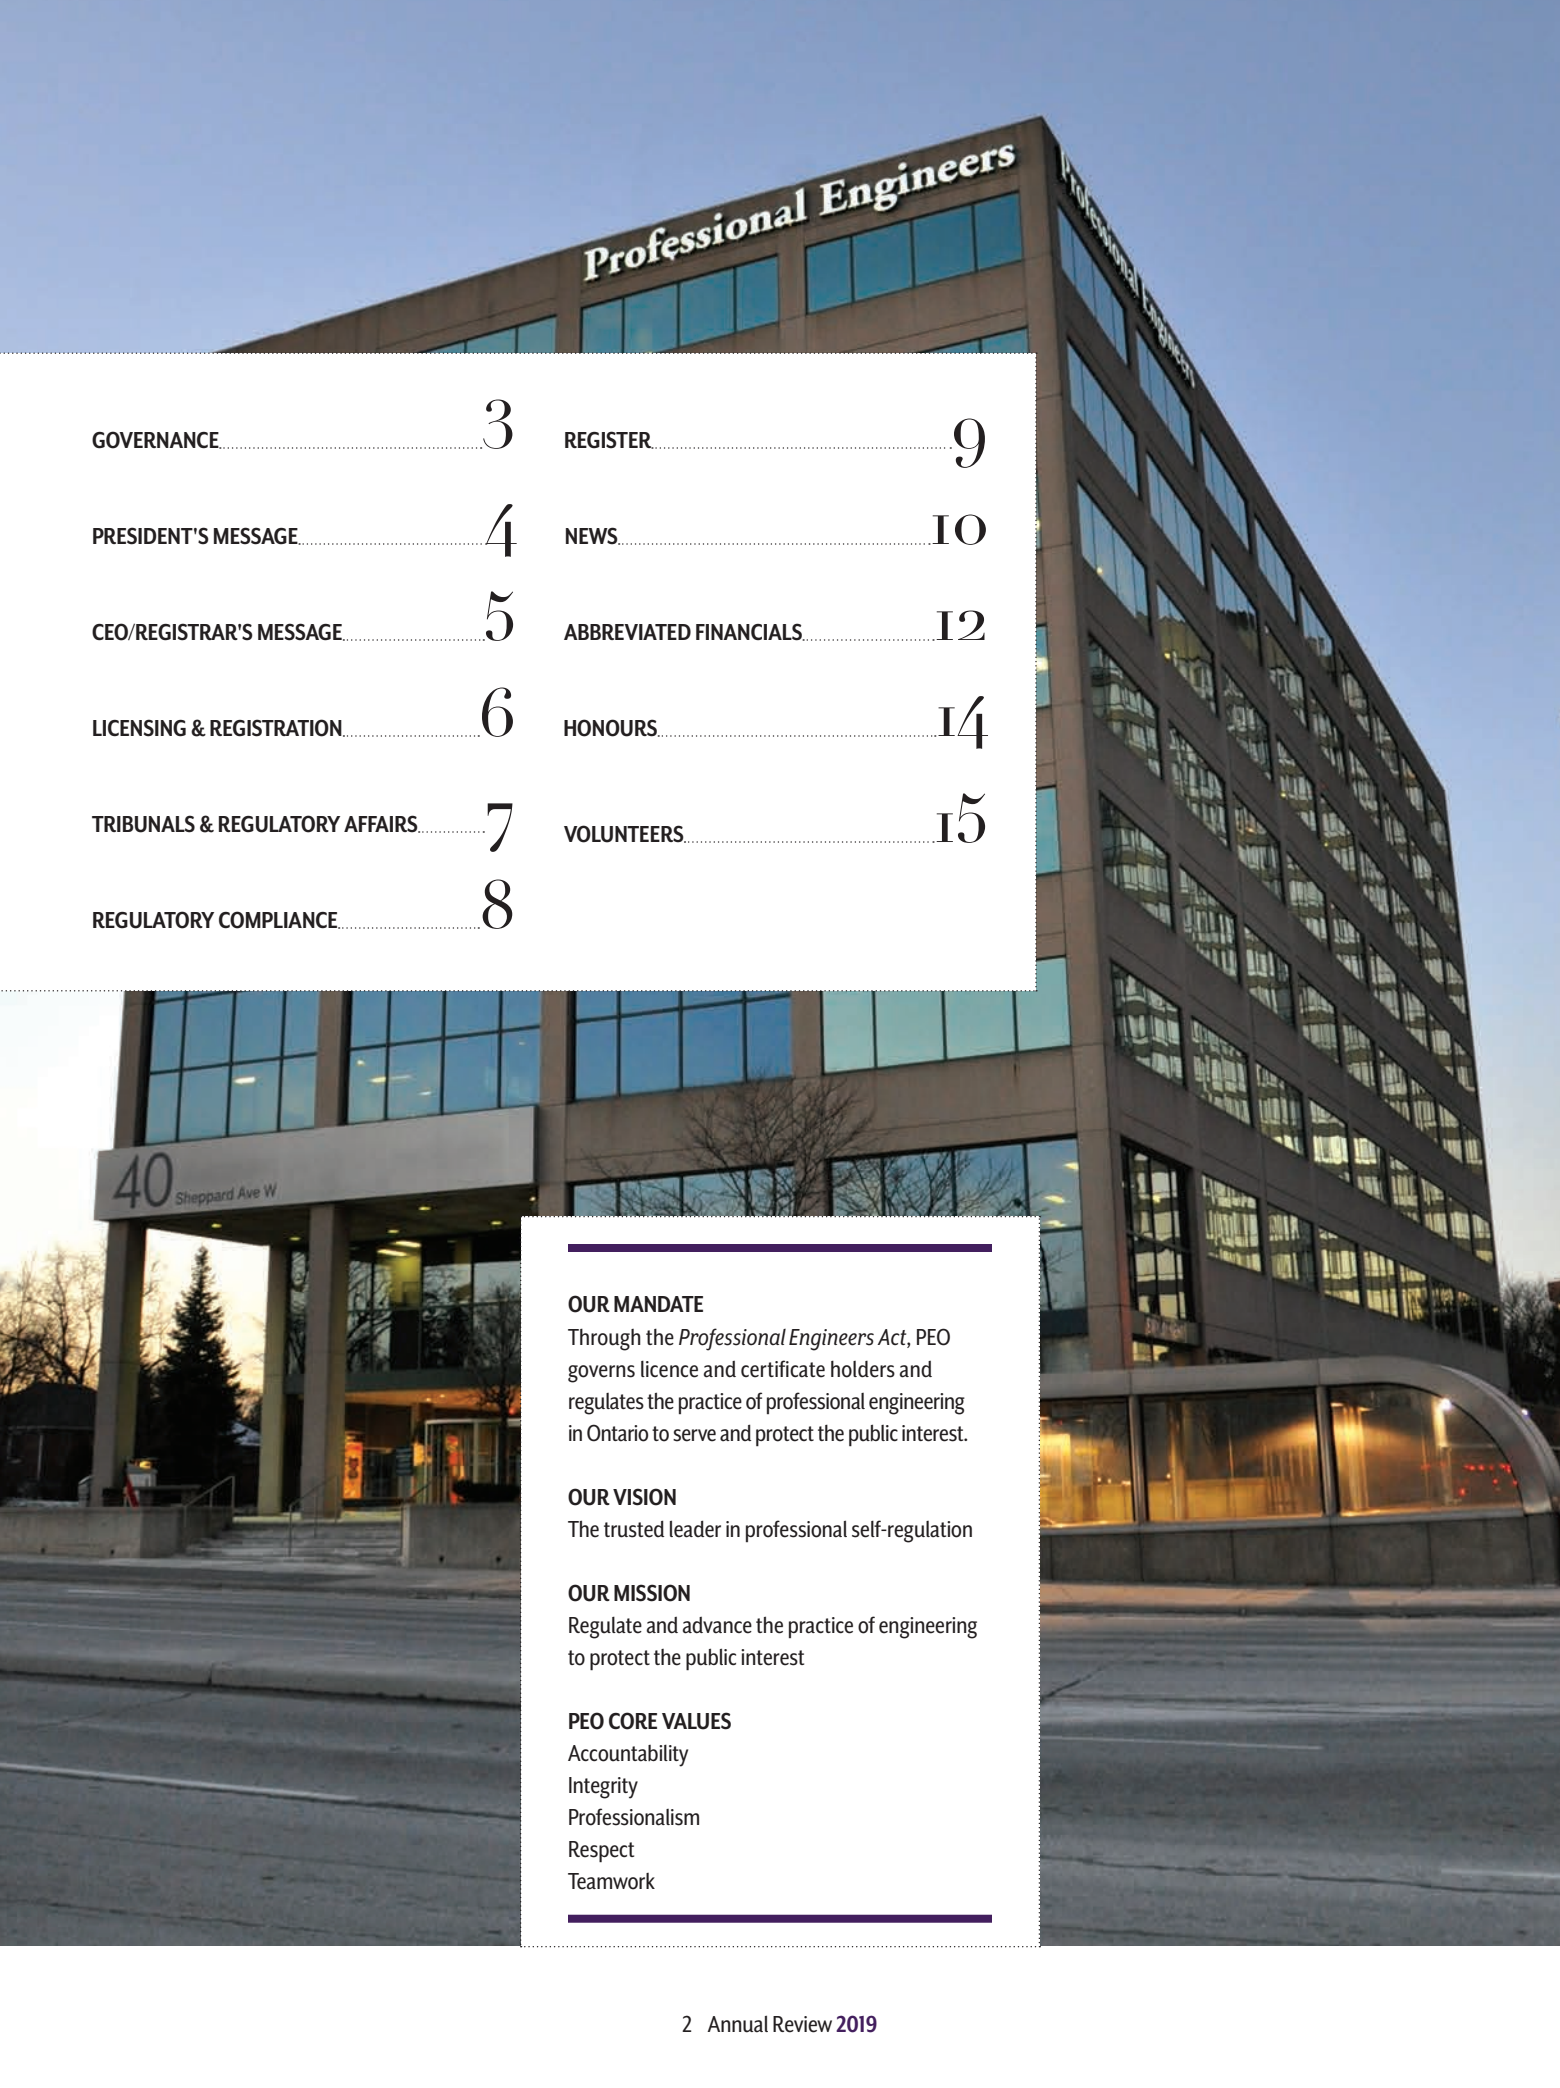 Professional Engineers
Professional Engineers
GOVERNANCE 3
PRESIDENT'S MESSAGE 4
CEO/REGISTRAR'S MESSAGE 5
LICENSING & REGISTRATION 6
TRIBUNALS & REGULATORY AFFAIRS 7
REGULATORY COMPLIANCE 8
REGISTER 9
NEWS 10
ABBREVIATED FINANCIALS 12
HONOURS 14
VOLUNTEERS 15
40 Sheppard Ave W
OUR MANDATE
Through the Professional Engineers Act, PEO
governs licence and certificate holders and
regulates the practice of professional engineering
in Ontario to serve and protect the public interest.
OUR VISION
The trusted leader in professional self-regulation
OUR MISSION
Regulate and advance the practice of engineering
to protect the public interest
PEO CORE VALUES
Accountability
Integrity
Professionalism
Respect
Teamwork
2 Annual Review 2019